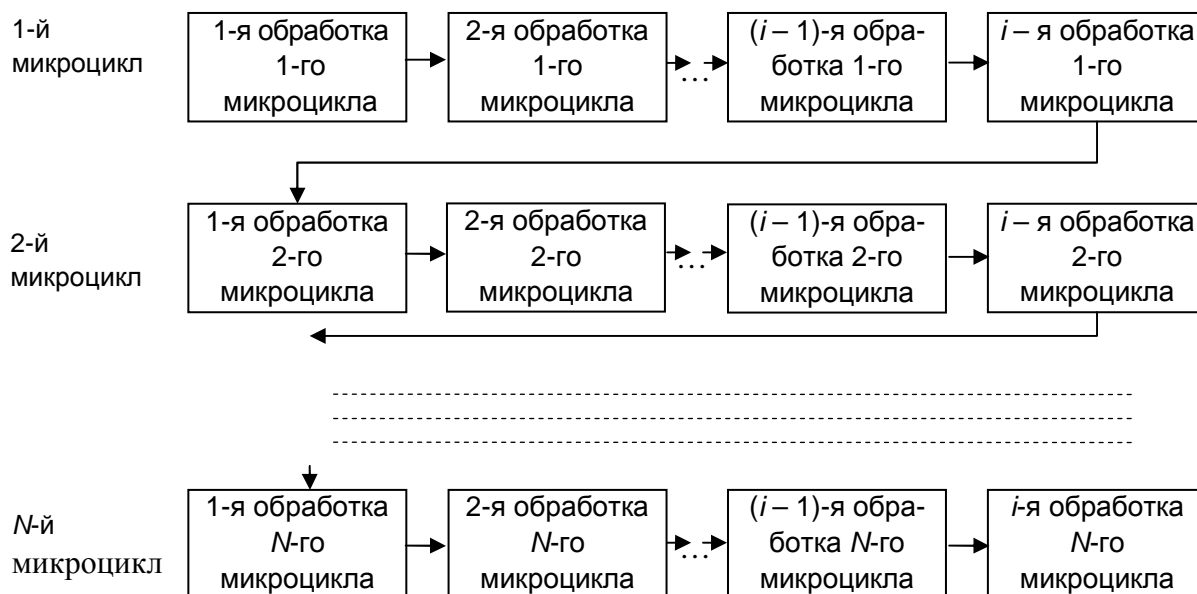 1-й
микроцикл
1-я обработка
1-го
микроцикла
2-я обработка
1-го
микроцикла
...
(i – 1)-я обра-
ботка 1-го
микроцикла
i – я обработка
1-го
микроцикла
2-й
микроцикл
1-я обработка
2-го
микроцикла
2-я обработка
2-го
микроцикла
...
(i – 1)-я обра-
ботка 2-го
микроцикла
i – я обработка
2-го
микроцикла
N-й
микроцикл
1-я обработка
N-го
микроцикла
2-я обработка
N-го
микроцикла
...
(i – 1)-я обра-
ботка N-го
микроцикла
i-я обработка
N-го
микроцикла